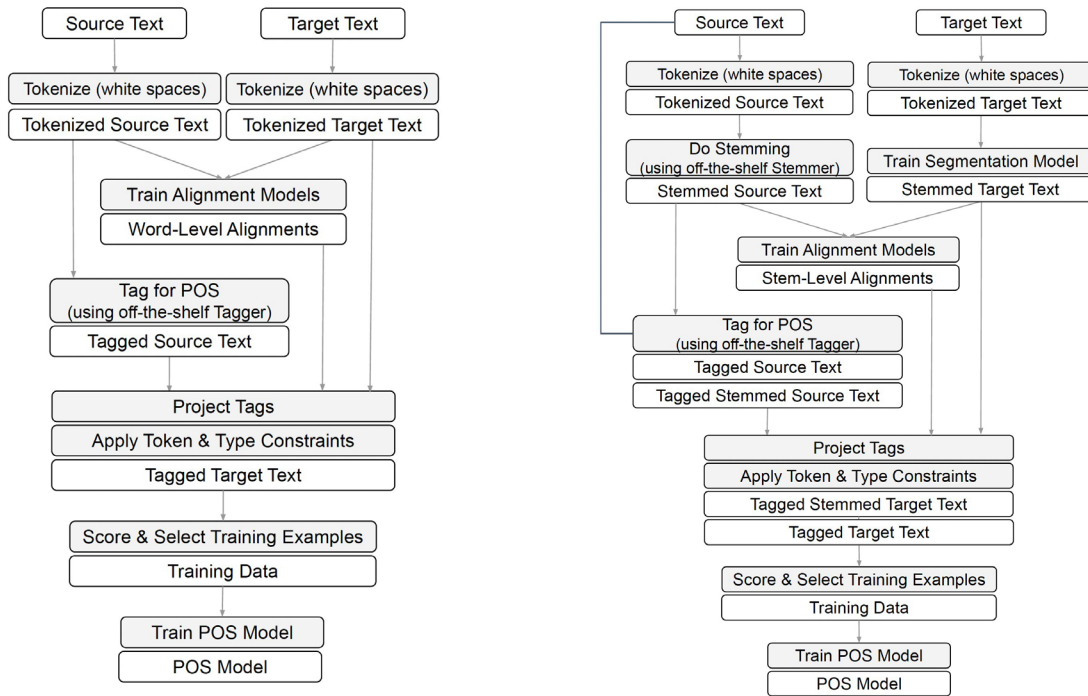 Source Text
Target Text
Tokenize (white spaces)
Tokenize (white spaces)
Tokenized Source Text
Tokenized Target Text
Train Alignment Models
Word-Level Alignments
Tag for POS
(using off-the-shelf Tagger)
Tagged Source Text
Project Tags
Apply Token & Type Constraints
Tagged Target Text
Score & Select Training Examples
Training Data
Train POS Model
POS Model
Source Text
Target Text
Tokenize (white spaces)
Tokenize (white spaces)
Tokenized Source Text
Tokenized Target Text
Do Stemming
(using off-the-shelf Stemmer)
Train Segmentation Model
Stemmed Source Text
Stemmed Target Text
Train Alignment Models
Stem-Level Alignments
Tag for POS
(using off-the-shelf Tagger)
Tagged Source Text
Tagged Stemmed Source Text
Project Tags
Apply Token & Type Constraints
Tagged Stemmed Target Text
Tagged Target Text
Score & Select Training Examples
Training Data
Train POS Model
POS Model